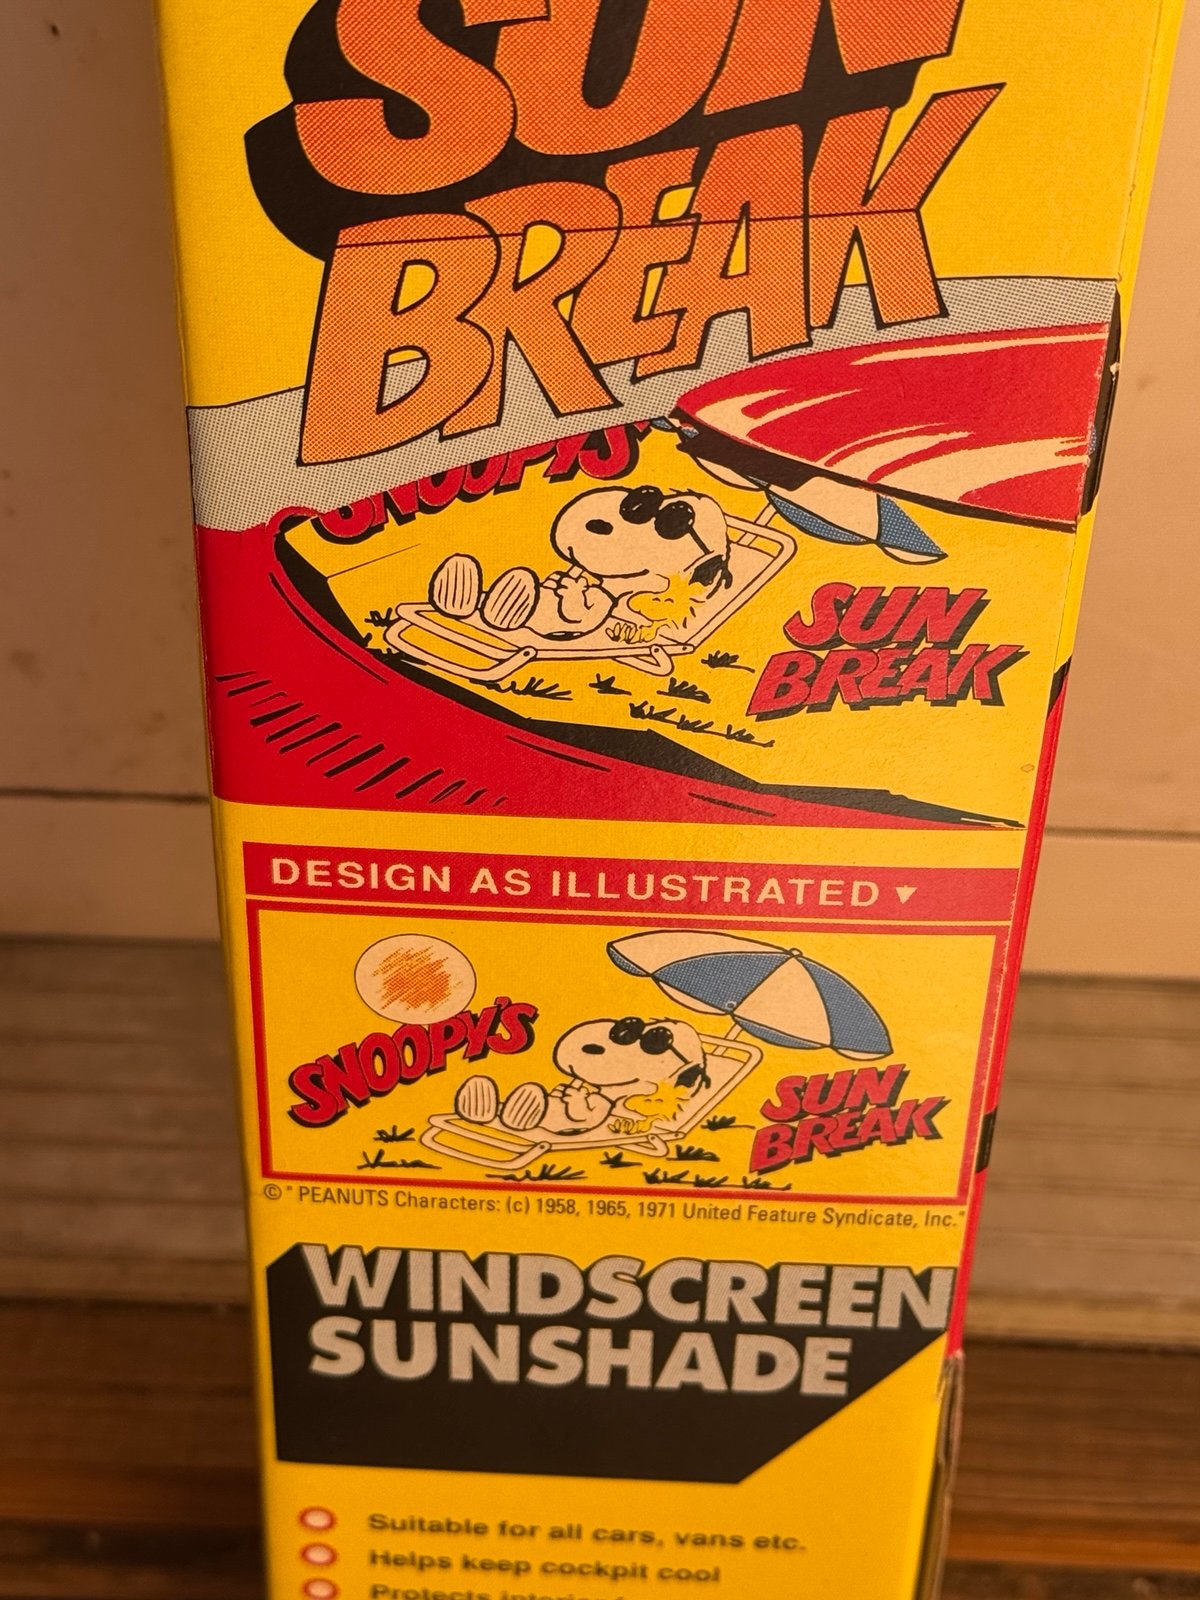 SUN
BREAK
SNOOPY'S
SUN
BREAK
DESIGN AS ILLUSTRATED ▼
SNOOPY'S
SUN
BREAK
© " PEANUTS Characters: (c) 1958, 1965, 1971 United Feature Syndicate, Inc."
WINDSCREEN
SUNSHADE
Suitable for all cars, vans etc.
Helps keep cockpit cool
Protects